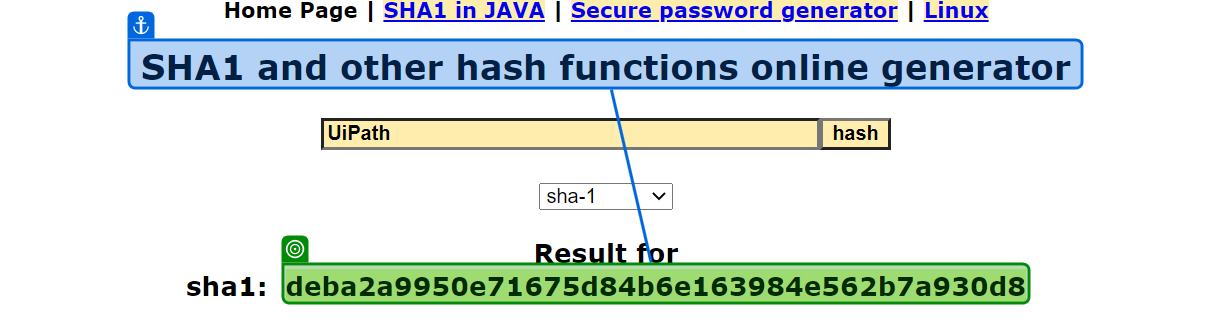 Home Page | SHA1 in JAVA | Secure password generator | Linux
SHA1 and other hash functions online generator
UiPath hash
sha-1
Result for
sha1: deba2a9950e71675d84b6e163984e562b7a930d8